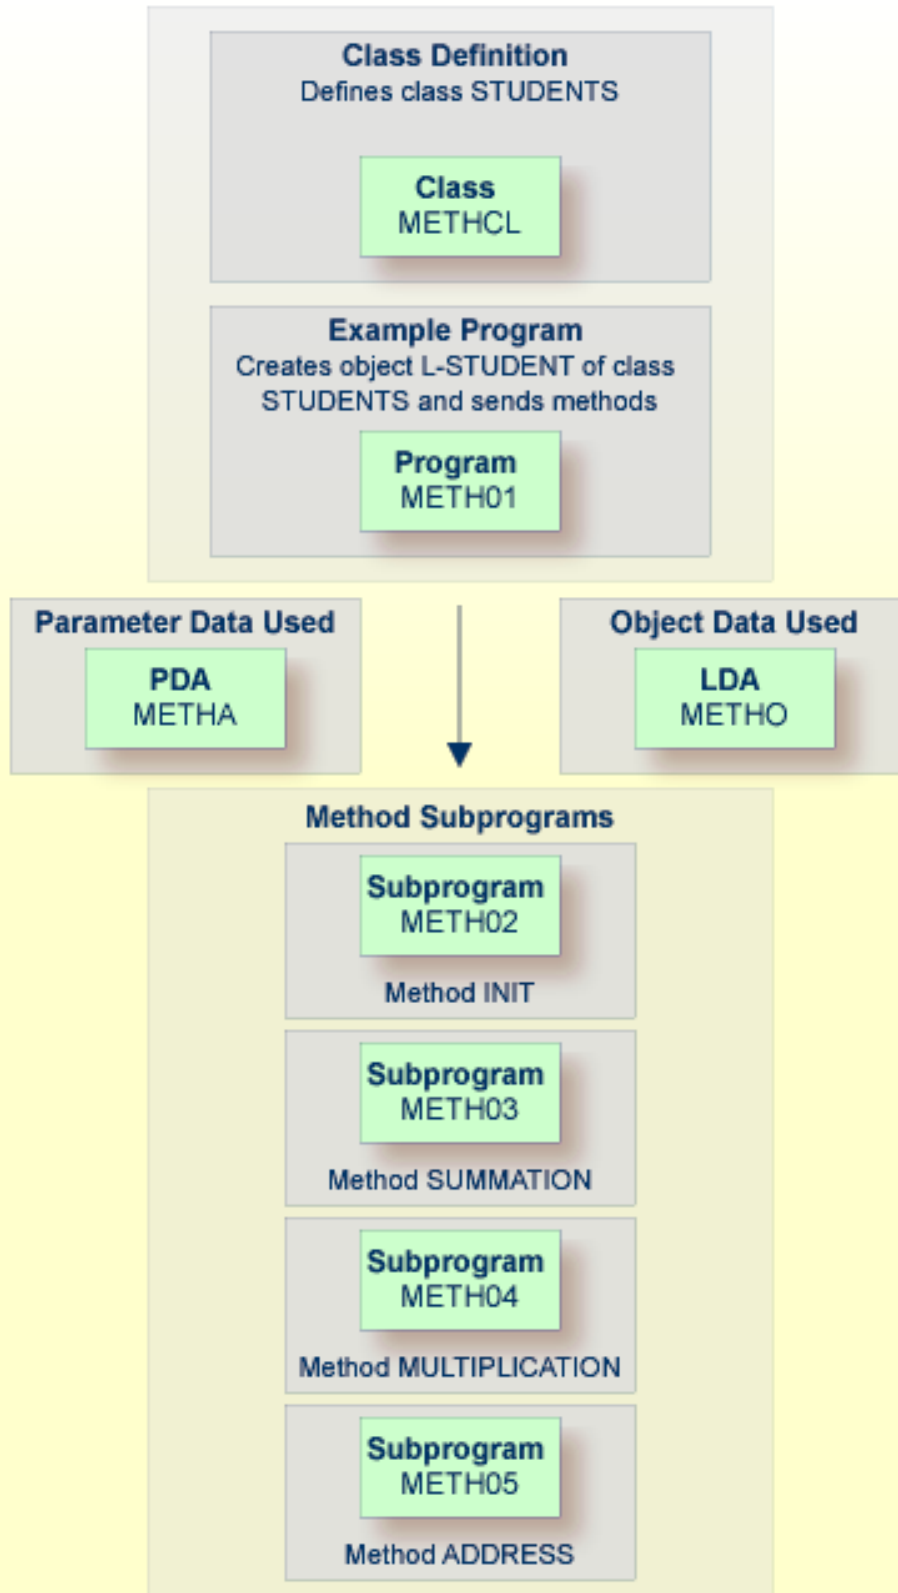 Class Definition
Defines class STUDENTS
Class
METHCL
Example Program
Creates object L-STUDENT of class
STUDENTS and sends methods
Program
METH01
Parameter Data Used
PDA
METHA
Object Data Used
LDA
METHO
Method Subprograms
Subprogram
METH02
Method INIT
Subprogram
METH03
Method SUMMATION
Subprogram
METH04
Method MULTIPLICATION
Subprogram
METH05
Method ADDRESS